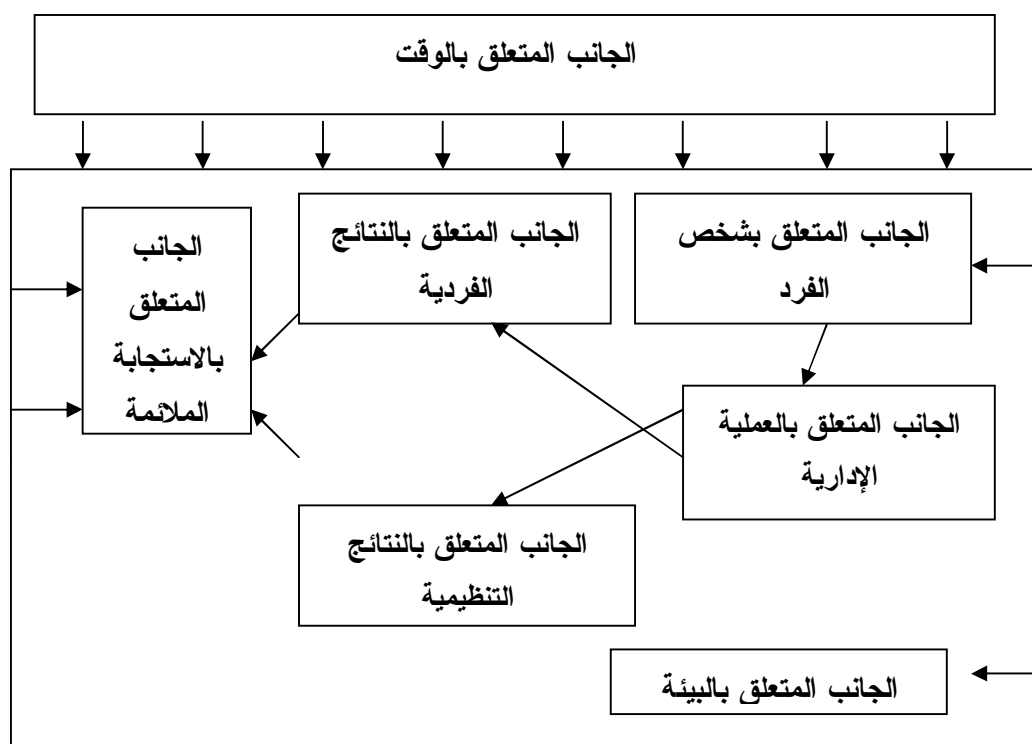 الجانب المتعلق بالوقت
الجانب المتعلق بشخص
الفرد
الجانب المتعلق بالنتائج
الفردية
الجانب
المتعلق
بالاستجابة
الملائمة
الجانب المتعلق بالعملية
الإدارية
الجانب المتعلق بالنتائج
التنظيمية
الجانب المتعلق بالبيئة